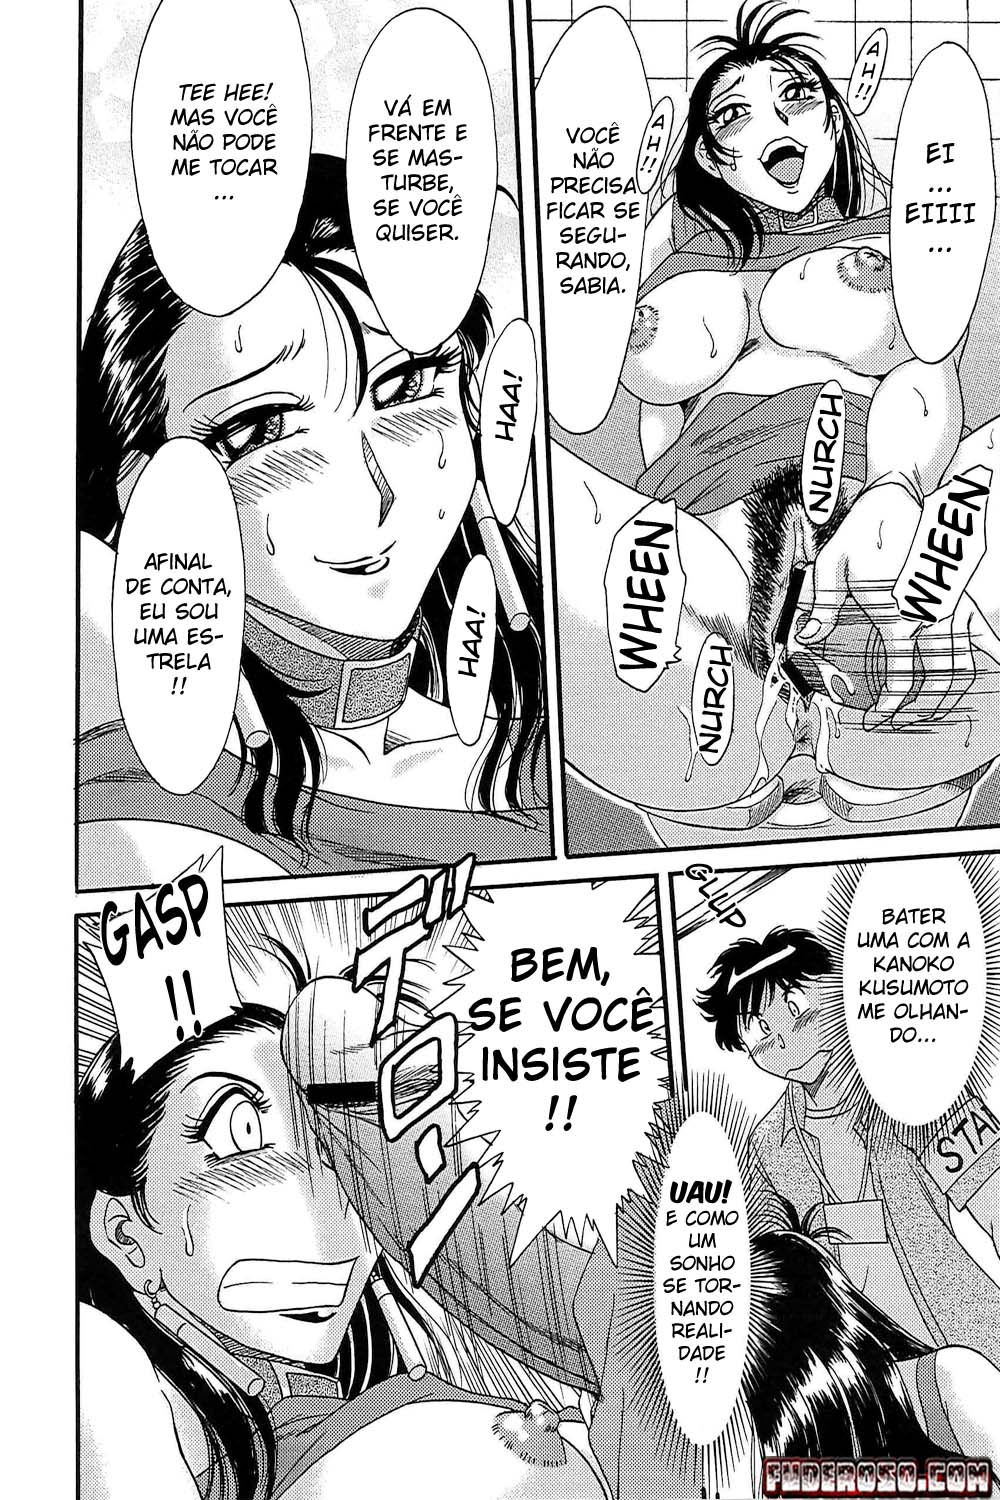 EI
...
EIIII
...
AH!!
AH!!
VOCÊ
NÃO
PRECISA
FICAR SE
SEGU-
RANDO,
SABIA.
NURCH
WHEEN
WHEEN
NURCH
VÁ EM
FRENTE E
SE MAS-
TURBE,
SE VOCÊ
QUISER.
TEE HEE!
MAS VOCÊ
NÃO PODE
ME TOCAR
...
HAA!
HAA!
AFINAL
DE CONTA,
EU SOU
UMA ES-
TRELA
!!
GLUP
BATER
UMA COM A
KANOKO
KUSUMOTO
ME OLHAN-
DO...
STA
UAU!
E COMO
UM
SONHO
SE TOR-
NANDO
REALI-
DADE
!!
BEM,
SE VOCÊ
INSISTE
!!
GASP
!!
FUDEROSO.COM